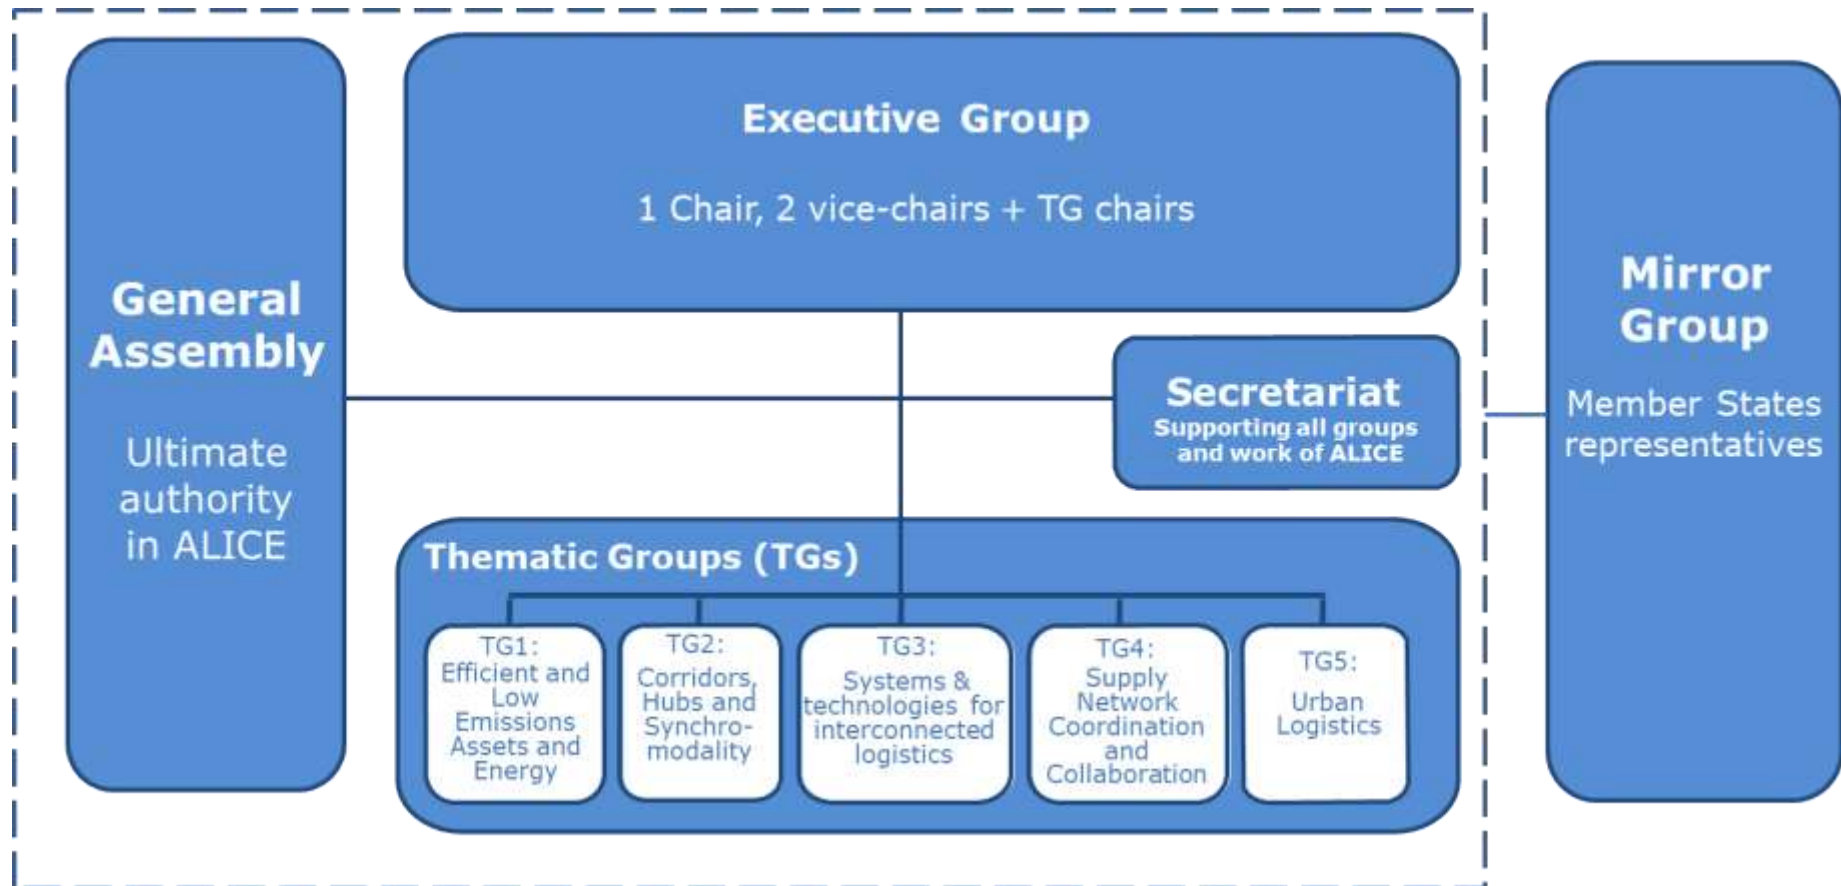 General
Assembly
Ultimate
authority
in ALICE
Executive Group
1 Chair, 2 vice-chairs + TG chairs
Secretariat
Supporting all groups
and work of ALICE
Thematic Groups (TGs)
TG1:
Efficient and
Low
Emissions
Assets and
Energy
TG2:
Corridors,
Hubs and
Synchro-
modality
TG3:
Systems &
technologies for
interconnected
logistics
TG4:
Supply
Network
Coordination
and
Collaboration
TG5:
Urban
Logistics
Mirror
Group
Member States
representatives